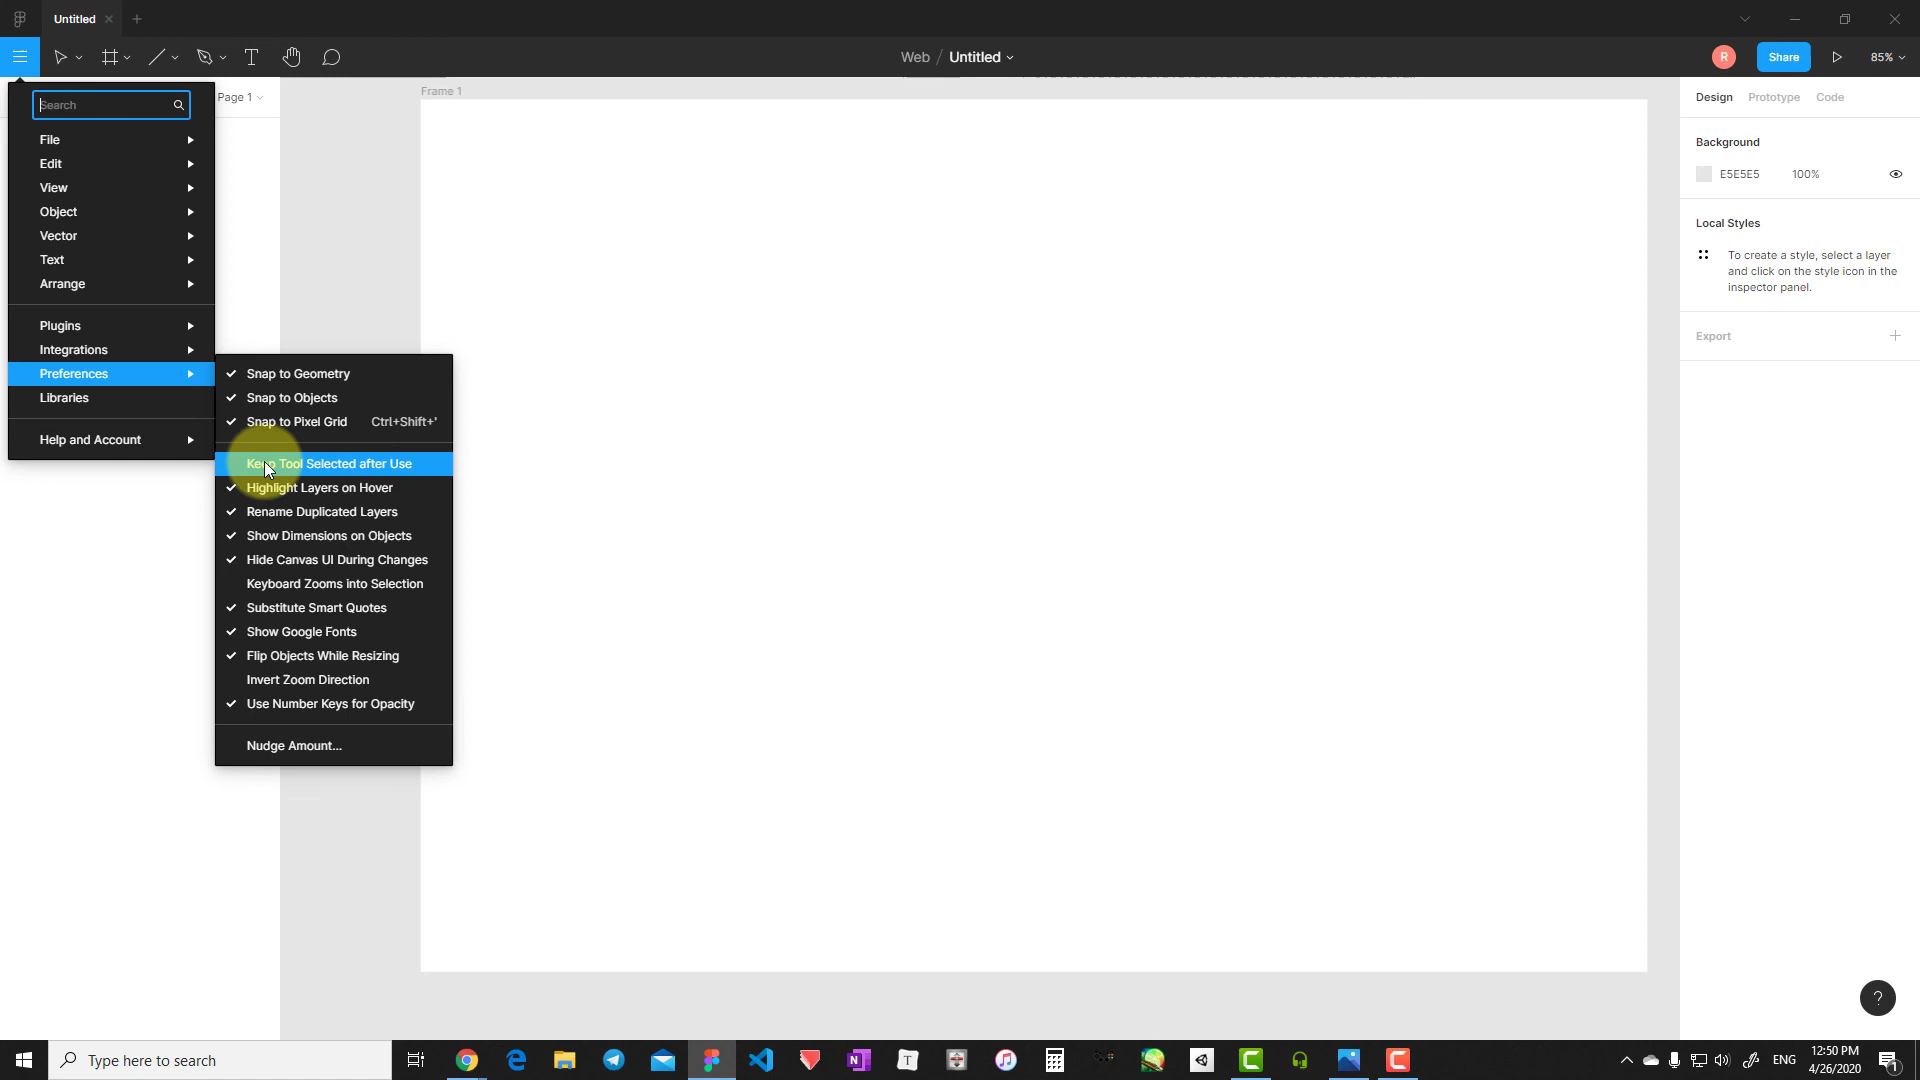 Untitled
Web / Untitled
R
Share
85%
Search
Page 1
Frame 1
Design Prototype Code
File
Edit
View
Object
Vector
Text
Arrange
Plugins
Integrations
Preferences
Libraries
Help and Account
Snap to Geometry
Snap to Objects
Snap to Pixel Grid Ctrl+Shift+'
Keep Tool Selected after Use
Highlight Layers on Hover
Rename Duplicated Layers
Show Dimensions on Objects
Hide Canvas UI During Changes
Keyboard Zooms into Selection
Substitute Smart Quotes
Show Google Fonts
Flip Objects While Resizing
Invert Zoom Direction
Use Number Keys for Opacity
Nudge Amount...
Background
E5E5E5 100%
Local Styles
To create a style, select a layer
and click on the style icon in the
inspector panel.
Export
?
Type here to search
ENG
12:50 PM
4/26/2020
1